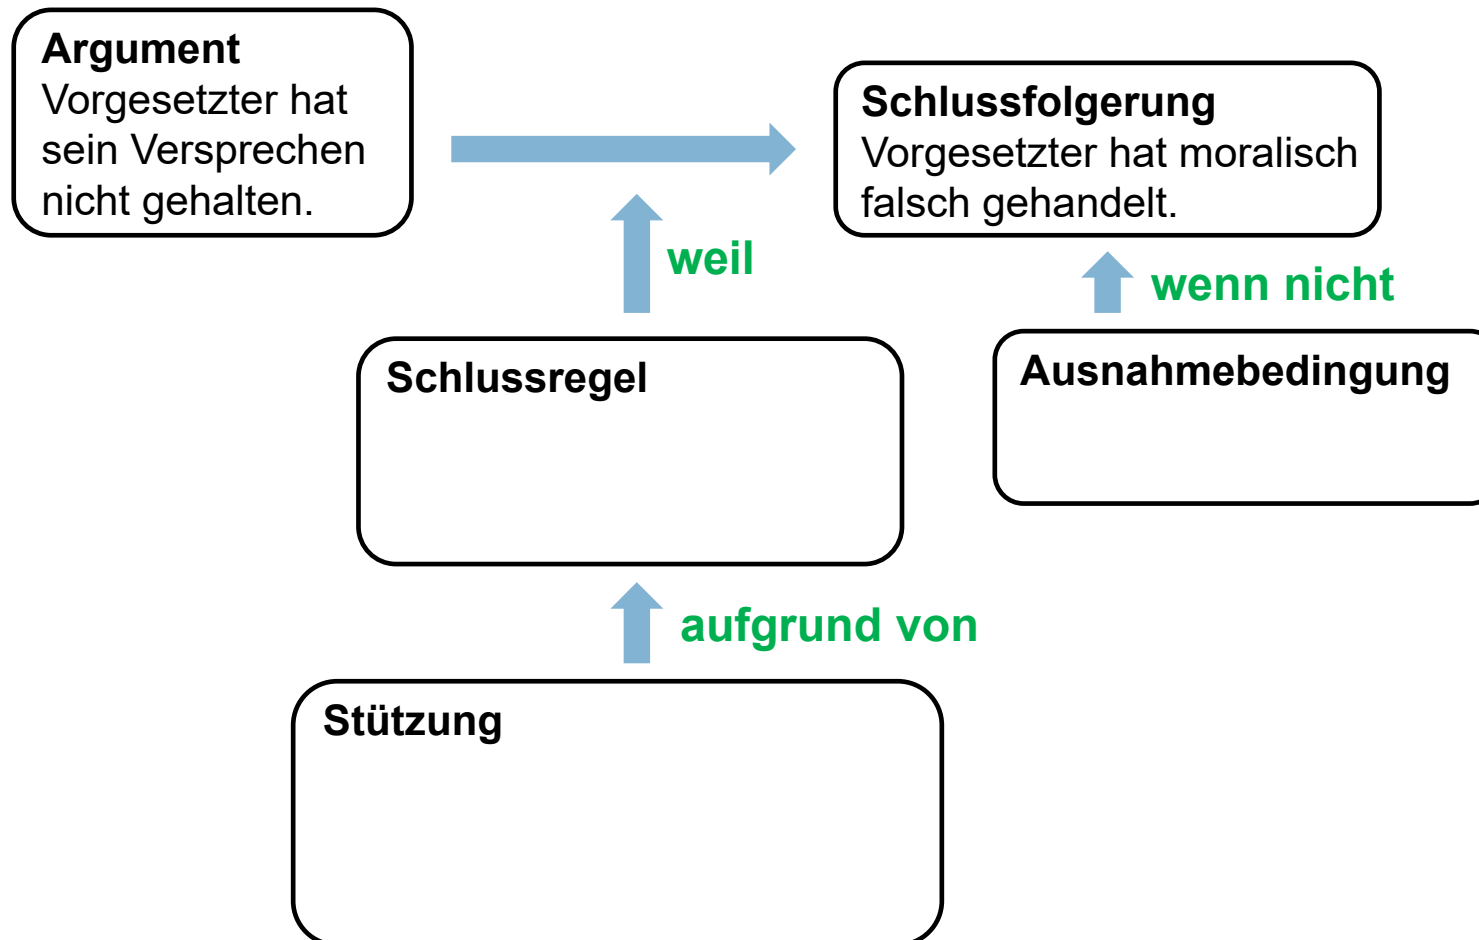 Argument
Vorgesetzter hat
sein Versprechen
nicht gehalten.
Schlussfolgerung
Vorgesetzter hat moralisch
falsch gehandelt.
weil
wenn nicht
Schlussregel
Ausnahmebedingung
aufgrund von
Stützung